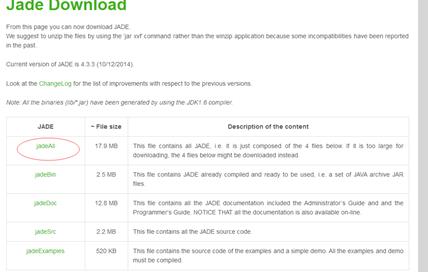 Jade Download
From this page you can now download JADE.
We suggest to unzip the files by using the 'jar xvf' command rather than the winzip application because some incompatibilities have been reported
in the past.
Current version of JADE is 4.3.3 (10/12/2014).
Look at the ChangeLog for the list of improvements with respect to the previous versions.
Note: All the binaries (lib/*.jar) have been generated by using the JDK1.6 compiler.
JADE ~ File size Description of the content
jadeAll 17.9 MB This file contains all JADE, i.e. it is just composed of the 4 files below. If it is too large for
downloading, the 4 files below might be downloaded instead.
jadeBin 2.5 MB This file contains JADE already compiled and ready to be used, i.e. a set of JAVA archive JAR
files.
jadeDoc 12.8 MB This file contains all the JADE documentation included the Administrator's Guide and and the
Programmer's Guide. NOTICE THAT all the documentation is also available on-line.
jadeSrc 2.2 MB This file contains all the JADE source code.
jadeExamples 520 KB This file contains the source code of the examples and a simple demo. All the examples and demo
must be compiled.